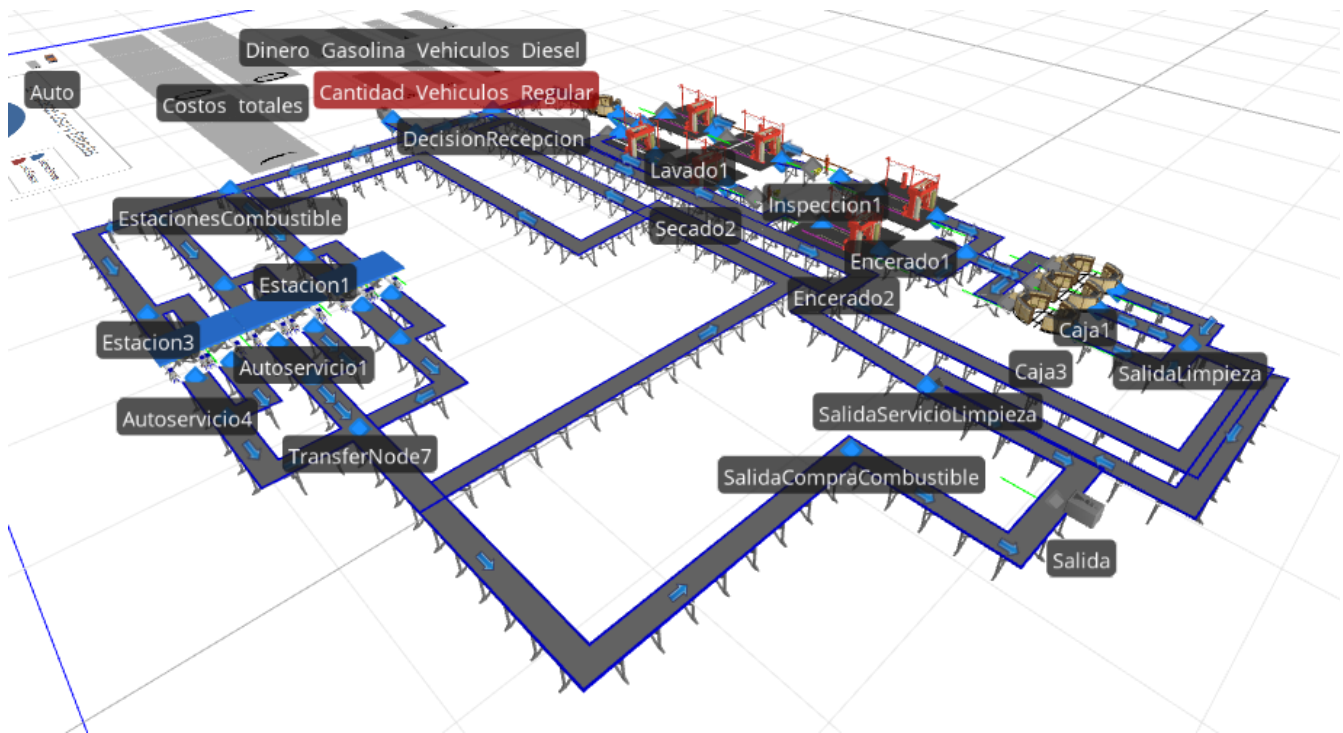 Dinero Gasolina Vehiculos Diesel
Auto
Costos totales
Cantidad Vehiculos Regular
DecisionRecepcion
Lavado1
EstacionesCombustible
Secado2
Inspeccion1
Encerado1
Estacion1
Encerado2
Estacion3
Autoservicio1
Caja1
Caja3
SalidaLimpieza
Autoservicio4
SalidaServicioLimpieza
TransferNode7
SalidaCompraCombustible
Salida